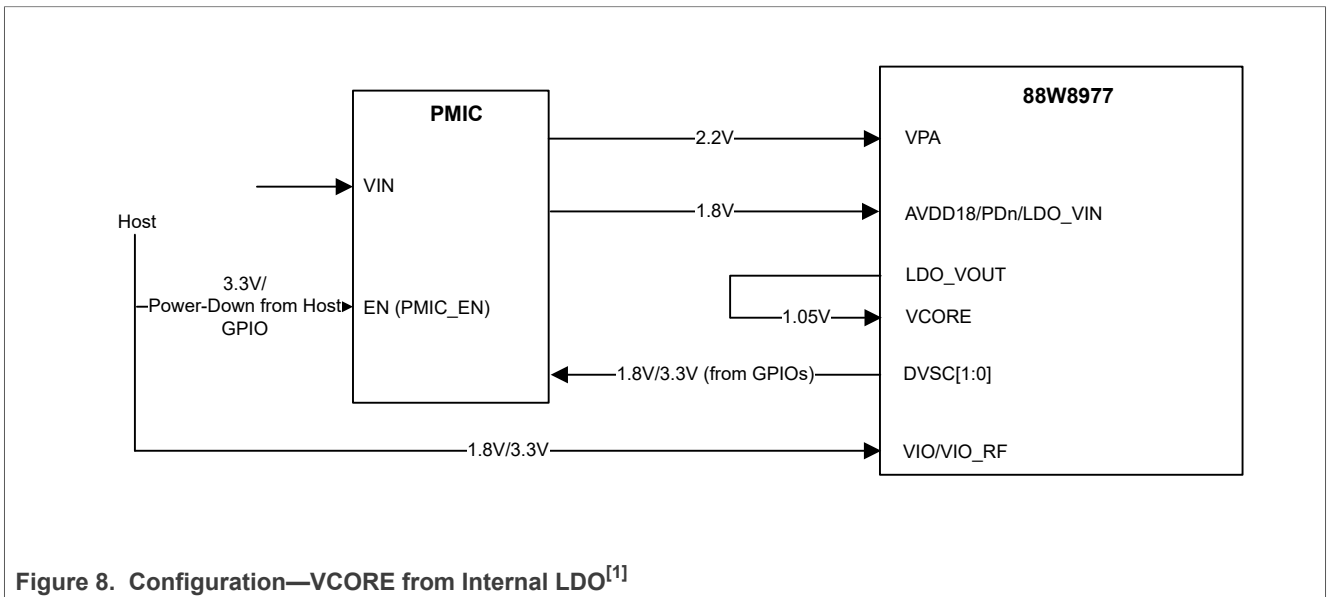 88W8977
PMIC
2.2V
VPA
VIN
1.8V
AVDD18/PDn/LDO_VIN
Host
LDO_VOUT
3.3V/
Power-Down from Host
GPIO
EN (PMIC_EN)
1.05V
VCORE
1.8V/3.3V (from GPIOs)
DVSC[1:0]
1.8V/3.3V
VIO/VIO_RF
Figure 8. Configuration—VCORE from Internal LDO[1]